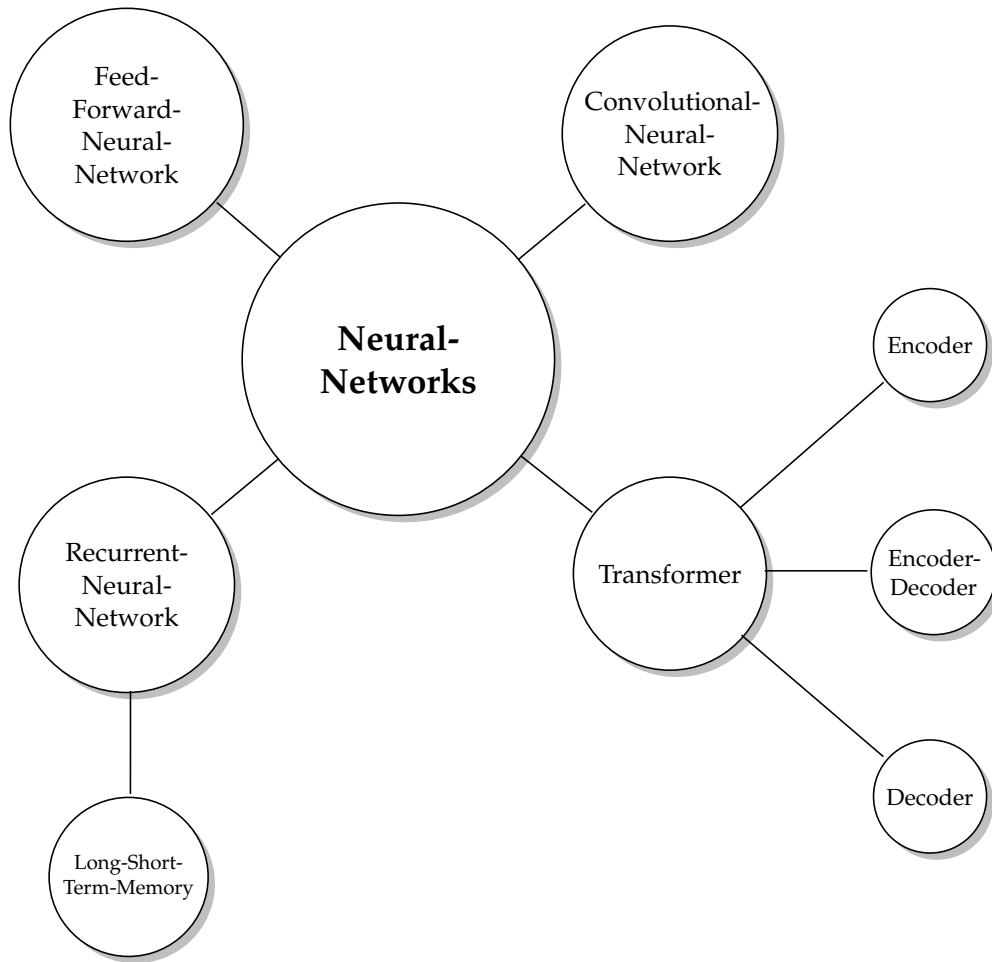 Feed-
Forward-
Neural-
Network
Convolutional-
Neural-
Network
Neural-
Networks
Encoder
Recurrent-
Neural-
Network
Transformer
Encoder-
Decoder
Decoder
Long-Short-
Term-Memory